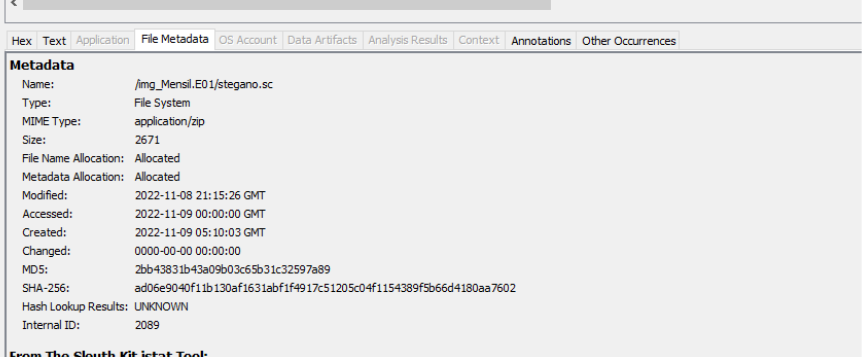 Hex Text Application File Metadata OS Account Data Artifacts Analysis Results Context Annotations Other Occurrences
Metadata
Name: /img_Mensil.E01/stegano.sc
Type: File System
MIME Type: application/zip
Size: 2671
File Name Allocation: Allocated
Metadata Allocation: Allocated
Modified: 2022-11-08 21:15:26 GMT
Accessed: 2022-11-09 00:00:00 GMT
Created: 2022-11-09 05:10:03 GMT
Changed: 0000-00-00 00:00:00
MD5: 2bb43831b43a09b03c65b31c32597a89
SHA-256: ad06e9040f11b130af1631abf1f4917c51205c04f1154389f5b66d4180aa7602
Hash Lookup Results: UNKNOWN
Internal ID: 2089
From The Sleuth Kit istat Tool: